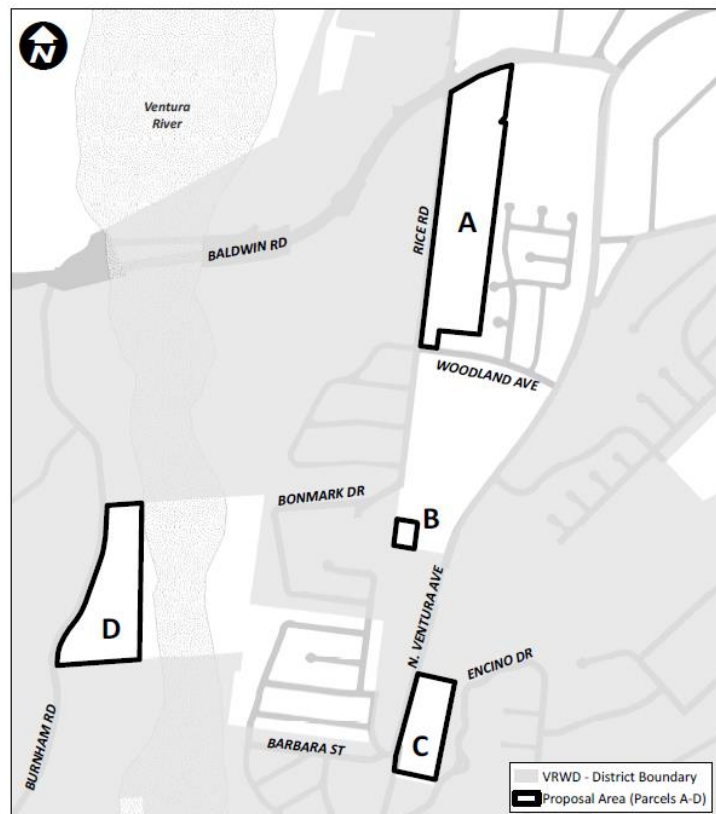 N
Ventura
River
A
RICE RD
BALDWIN RD
WOODLAND AVE
BONMARK DR
B
D
N. VENTURA AVE
ENCINO DR
C
BURNHAM RD
BARBARA ST
VRWD - District Boundary
Proposal Area (Parcels A-D)